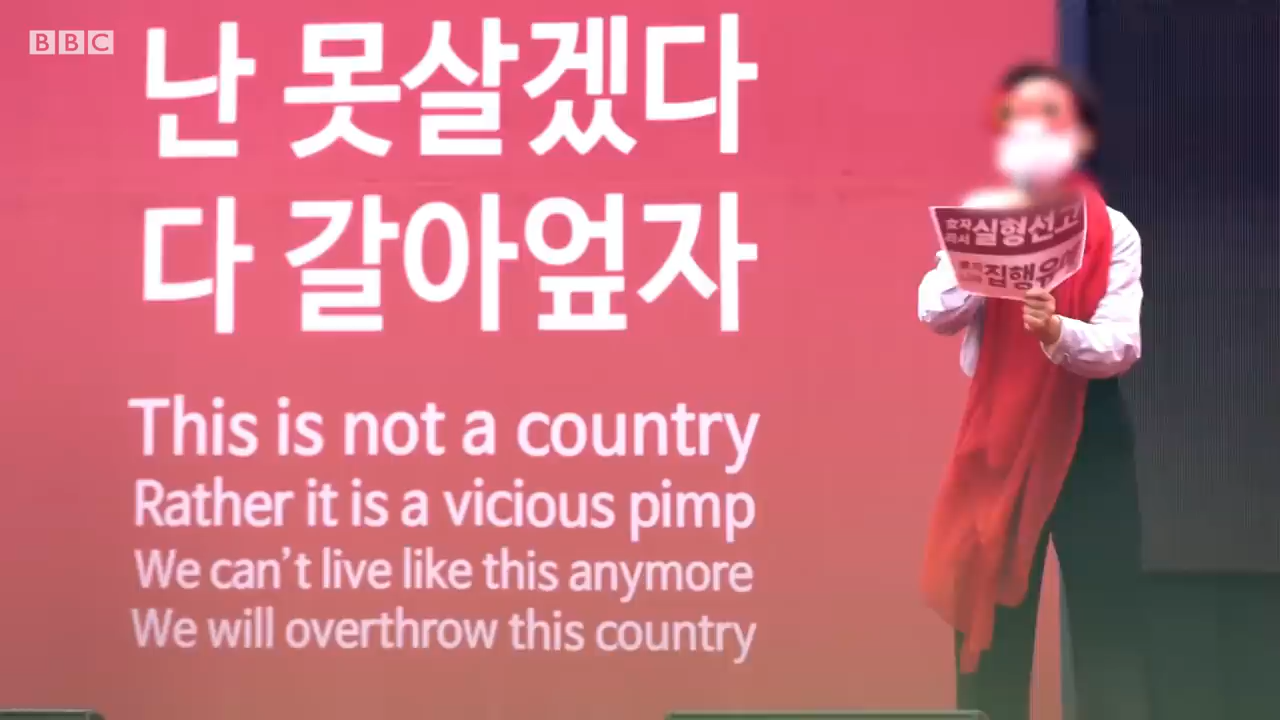 BBC
난 못살겠다
다 갈아엎자
This is not a country
Rather it is a vicious pimp
We can't live like this anymore
We will overthrow this country
실형선고
집행유예